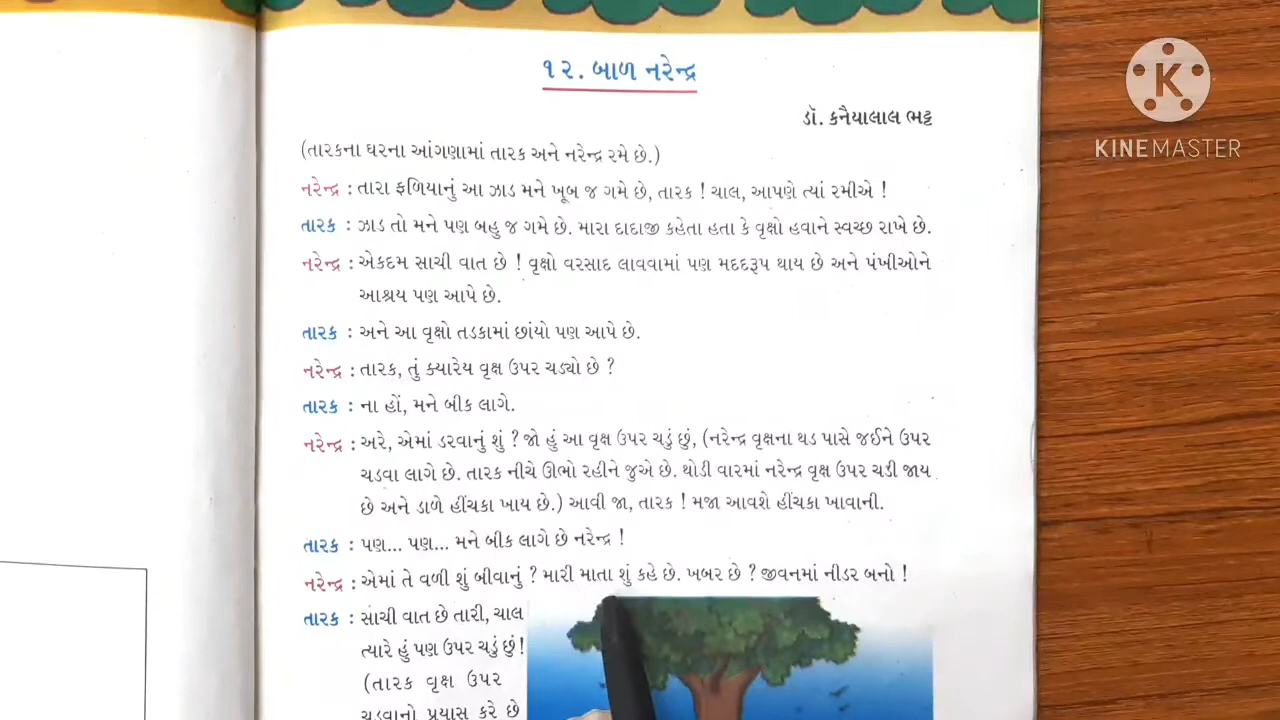 ૧૨. બાળ નરેન્દ્ર
ડૉ. કનૈયાલાલ ભટ્ટ
(તારકના ઘરના આંગણામાં તારક અને નરેન્દ્ર રમે છે.)
નરેન્દ્ર : તારા ફળિયાનું આ ઝાડ મને ખૂબ જ ગમે છે, તારક ! ચાલ, આપણે ત્યાં રમીએ !
તારક : ઝાડ તો મને પણ બહુ જ ગમે છે. મારા દાદાજી કહેતા હતા કે વૃક્ષો હવાને સ્વચ્છ રાખે છે.
નરેન્દ્ર : એકદમ સાચી વાત છે ! વૃક્ષો વરસાદ લાવવામાં પણ મદદરૂપ થાય છે અને પંખીઓને
આશ્રય પણ આપે છે.
તારક : અને આ વૃક્ષો તડકામાં છાંયો પણ આપે છે.
નરેન્દ્ર : તારક, તું ક્યારેય વૃક્ષ ઉપર ચડ્યો છે ?
તારક : ના હોં, મને બીક લાગે.
નરેન્દ્ર : અરે, એમાં ડરવાનું શું ? જો હું આ વૃક્ષ ઉપર ચડું છું, (નરેન્દ્ર વૃક્ષના થડ પાસે જઈને ઉપર
ચડવા લાગે છે. તારક નીચે ઊભો રહીને જુએ છે. થોડી વારમાં નરેન્દ્ર વૃક્ષ ઉપર ચડી જાય
છે અને ડાળે હીંચકા ખાય છે.) આવી જા, તારક ! મજા આવશે હીંચકા ખાવાની.
તારક : પણ... પણ... મને બીક લાગે છે નરેન્દ્ર !
નરેન્દ્ર : એમાં તે વળી શું બીવાનું ? મારી માતા શું કહે છે. ખબર છે ? જીવનમાં નીડર બનો !
તારક : સાચી વાત છે તારી, ચાલ
ત્યારે હું પણ ઉપર ચડું છું!
(તારક વૃક્ષ ઉપર
ચડવાનો પ્રયાસ કરે છે
K
KINEMASTER